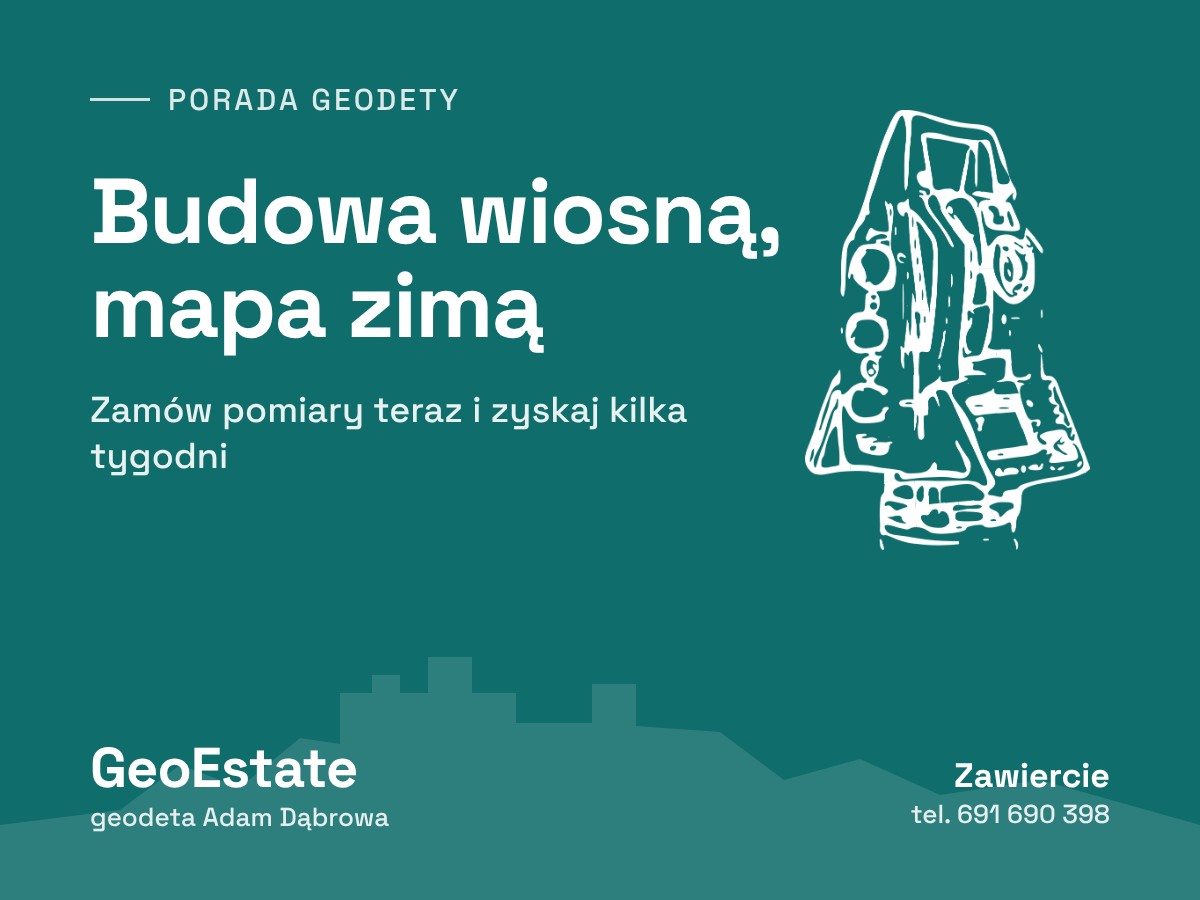 PORADA GEODETY
Budowa wiosną,
mapa zimą
Zamów pomiary teraz i zyskaj kilka
tygodni
GeoEstate
geodeta Adam Dąbrowa
Zawiercie
tel. 691 690 398